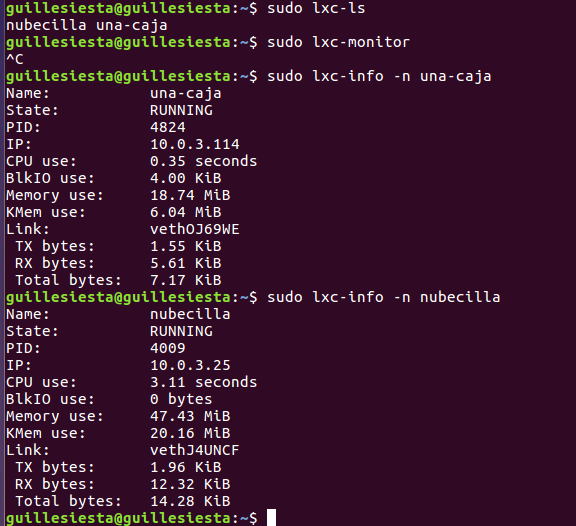 guillesiesta@guillesiesta:~$ sudo lxc-ls
nubecilla una-caja
guillesiesta@guillesiesta:~$ sudo lxc-monitor
^C
guillesiesta@guillesiesta:~$ sudo lxc-info -n una-caja
Name:           una-caja
State:          RUNNING
PID:            4824
IP:             10.0.3.114
CPU use:        0.35 seconds
BlkIO use:      4.00 KiB
Memory use:     18.74 MiB
KMem use:       6.04 MiB
Link:           vethOJ69WE
 TX bytes:      1.55 KiB
 RX bytes:      5.61 KiB
 Total bytes:   7.17 KiB
guillesiesta@guillesiesta:~$ sudo lxc-info -n nubecilla
Name:           nubecilla
State:          RUNNING
PID:            4009
IP:             10.0.3.25
CPU use:        3.11 seconds
BlkIO use:      0 bytes
Memory use:     47.43 MiB
KMem use:       20.16 MiB
Link:           vethJ4UNCF
 TX bytes:      1.96 KiB
 RX bytes:      12.32 KiB
 Total bytes:   14.28 KiB
guillesiesta@guillesiesta:~$